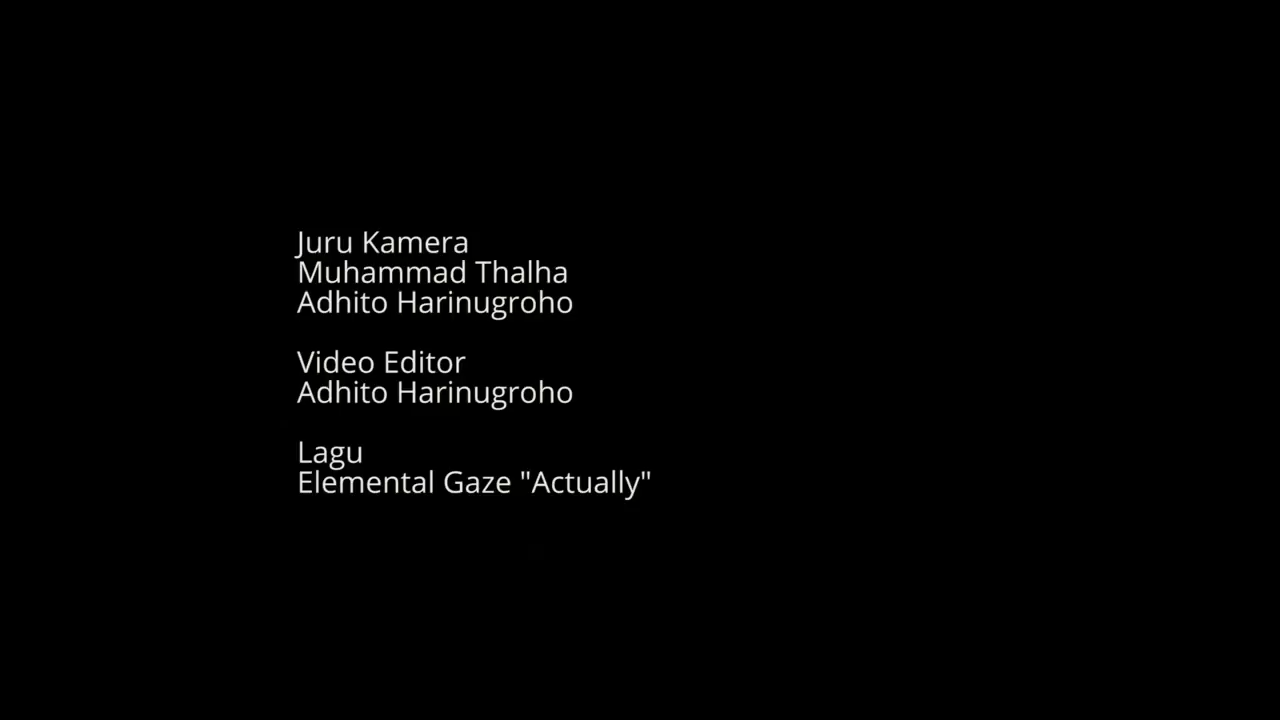 Juru Kamera
Muhammad Thalha
Adhito Harinugroho
Video Editor
Adhito Harinugroho
Lagu
Elemental Gaze "Actually"